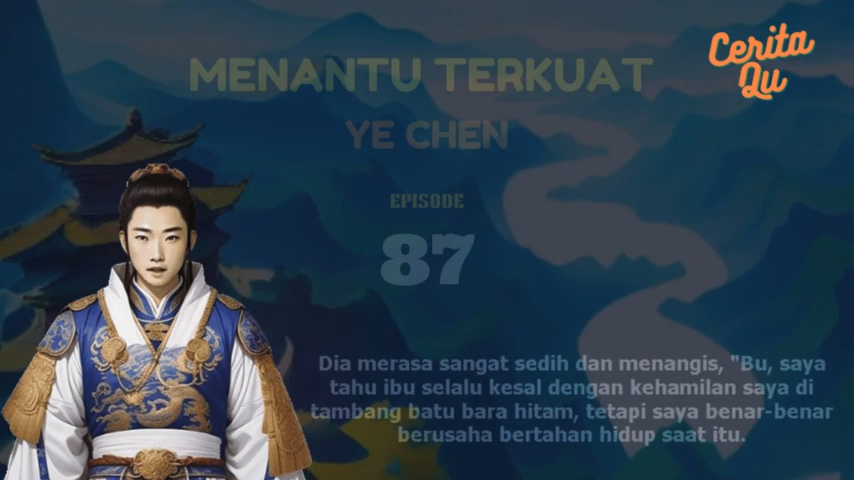 Cerita
Qu
MENANTU TERKUAT
YE CHEN
EPISODE
87
Dia merasa sangat sedih dan menangis, "Bu, saya
tahu ibu selalu kesal dengan kehamilan saya di
tambang batu bara hitam, tetapi saya benar-benar
berusaha bertahan hidup saat itu.